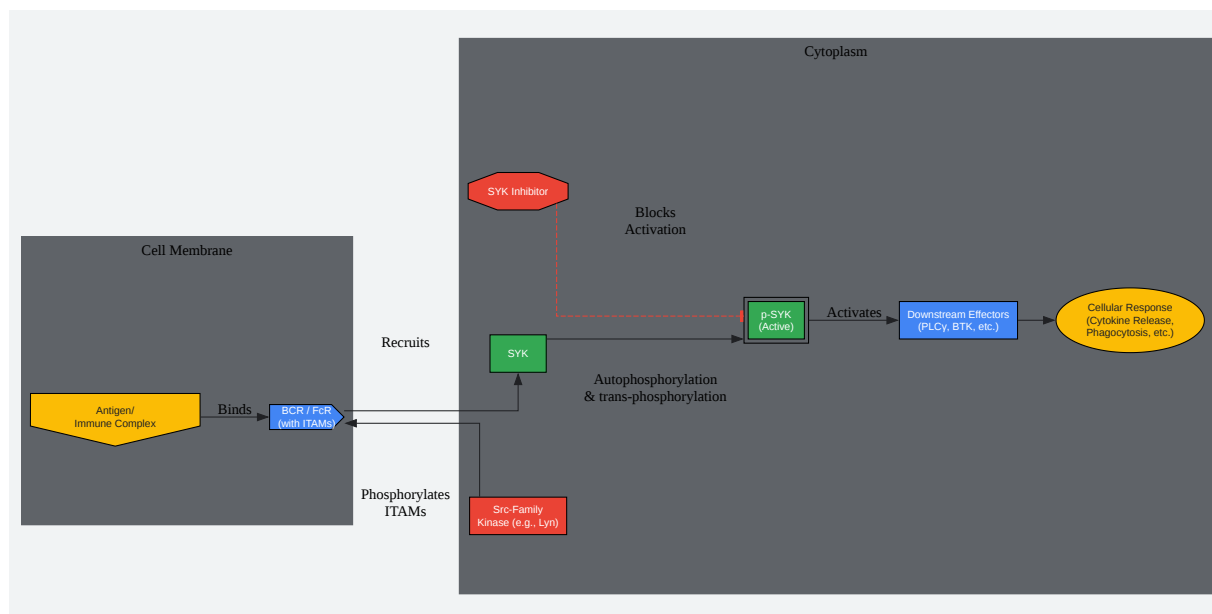 Cytoplasm
SYK Inhibitor
Blocks
Activation
Cell Membrane
Cellular Response
(Cytokine Release,
Phagocytosis, etc.)
p-SYK
(Active)
Activates
Downstream Effectors
(PLCγ, BTK, etc.)
Recruits
SYK
Autophosphorylation
& trans-phosphorylation
Antigen/
Immune Complex
Binds
BCR / FcR
(with ITAMs)
Phosphorylates
ITAMs
Src-Family
Kinase (e.g., Lyn)